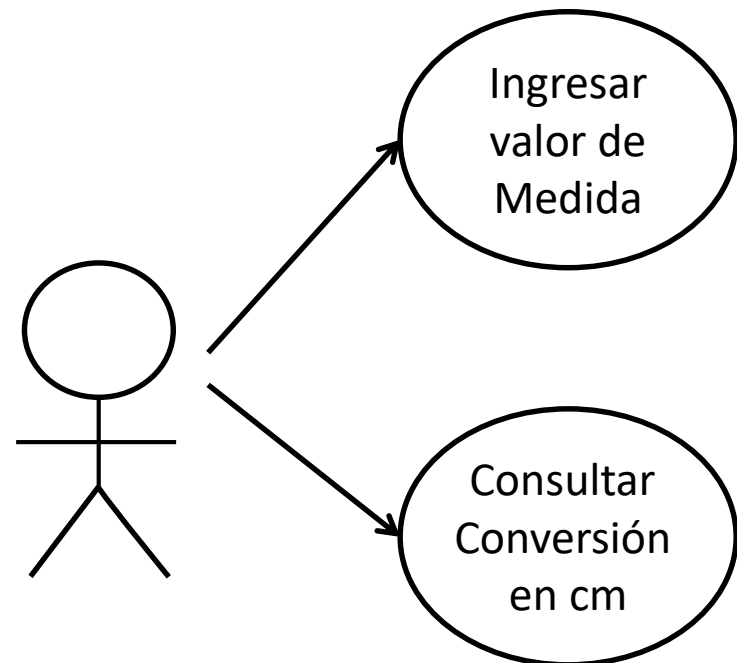 Ingresar
valor de
Medida
Consultar
Conversión
en cm